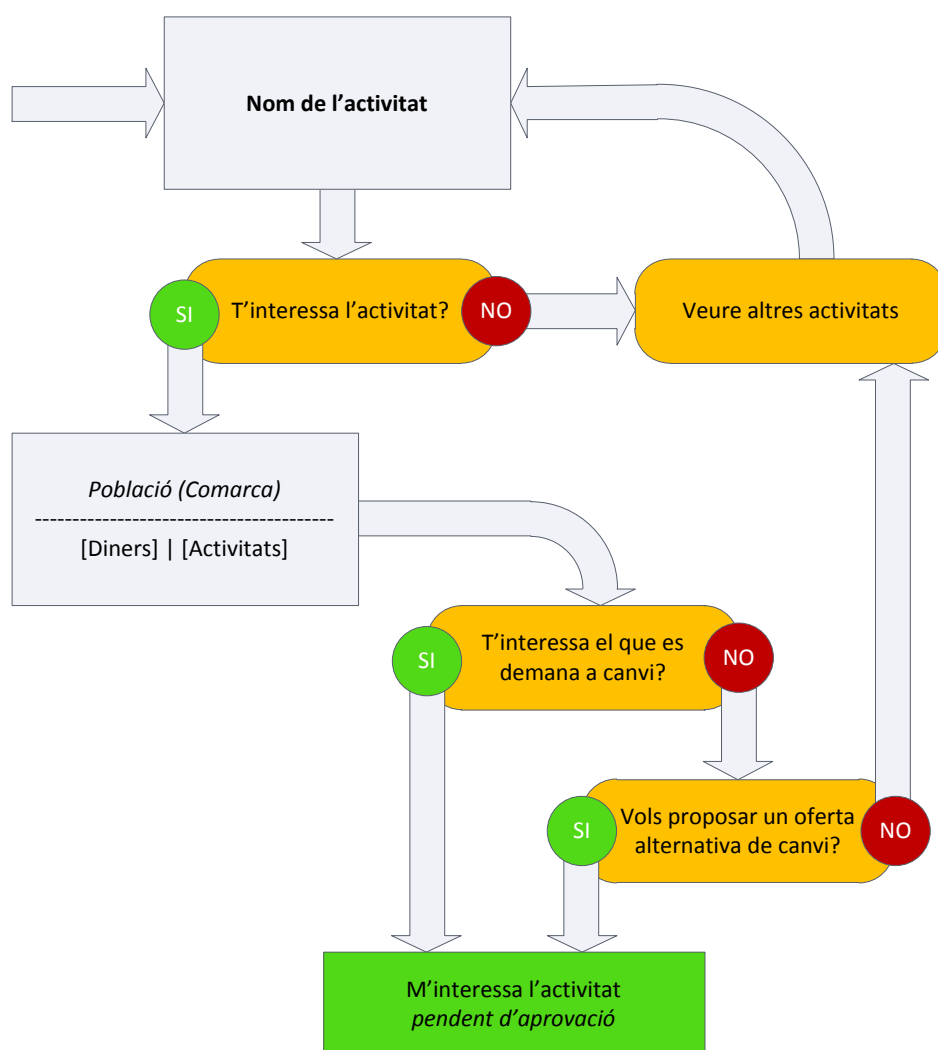 Nom de l’activitat
SI
T’interessa l’activitat?
NO
Veure altres activitats
Població (Comarca)
----------------------------------------
[Diners] | [Activitats]
SI
T’interessa el que es
demana a canvi?
NO
SI
Vols proposar un oferta
alternativa de canvi?
NO
M’interessa l’activitat
pendent d’aprovació